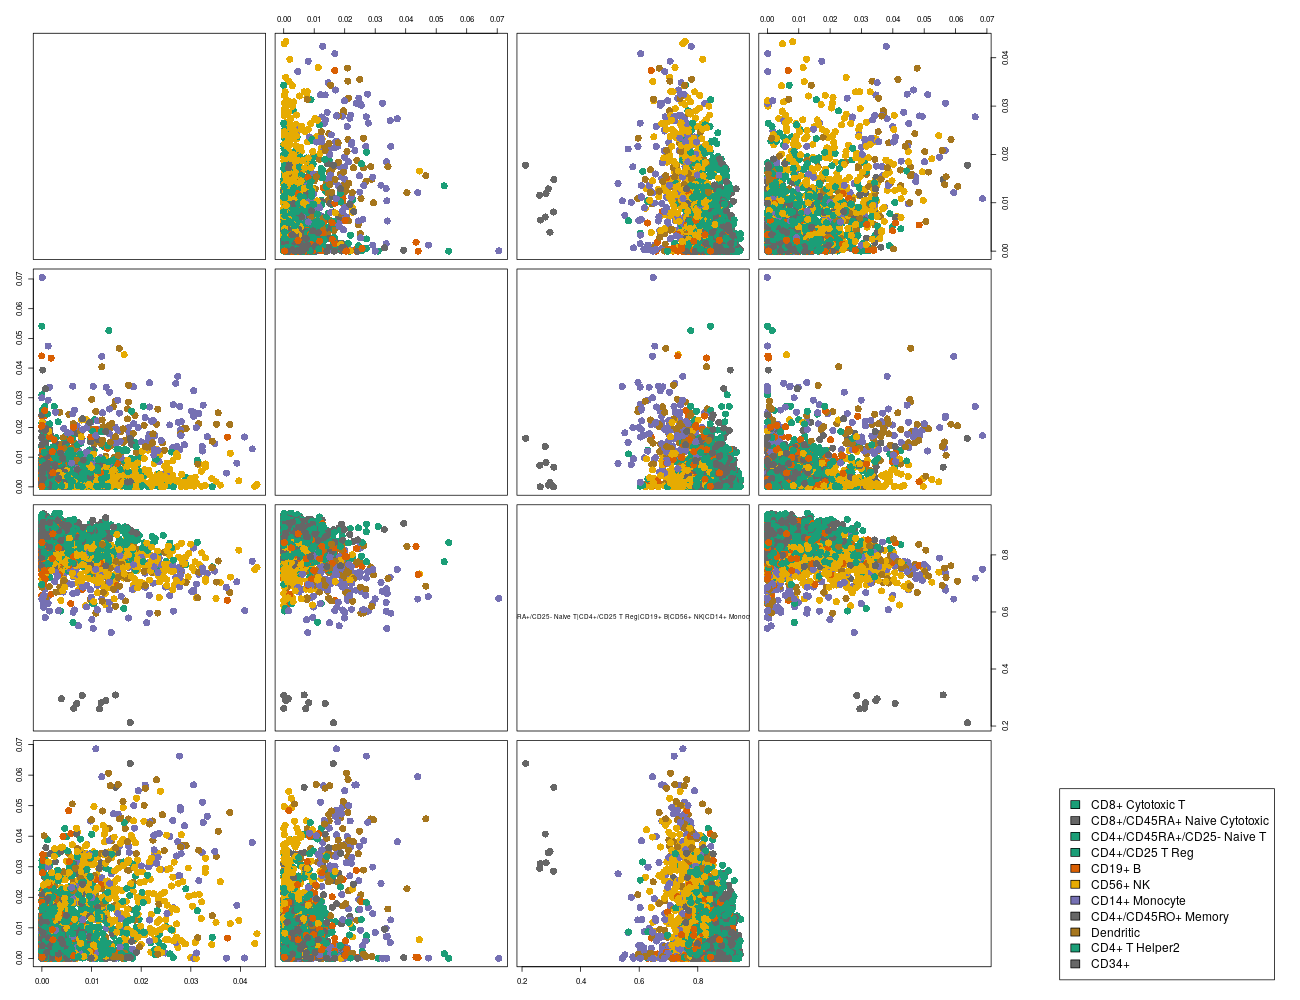 0.00 0.01 0.02 0.03 0.04 0.05 0.06 0.07
0.00 0.01 0.02 0.03 0.04 0.05 0.06 0.07
0.00 0.01 0.02 0.03 0.04
0.00 0.01 0.02 0.03 0.04 0.05 0.06 0.07
RA+/CD25- Naive T|CD4+/CD25 T Reg|CD19+ B|CD56+ NK|CD14+ Monoc
0.2 0.4 0.6 0.8
0.00 0.01 0.02 0.03 0.04 0.05 0.06 0.07
0.00 0.01 0.02 0.03 0.04
0.2 0.4 0.6 0.8
CD8+ Cytotoxic T
CD8+/CD45RA+ Naive Cytotoxic
CD4+/CD45RA+/CD25- Naive T
CD4+/CD25 T Reg
CD19+ B
CD56+ NK
CD14+ Monocyte
CD4+/CD45RO+ Memory
Dendritic
CD4+ T Helper2
CD34+